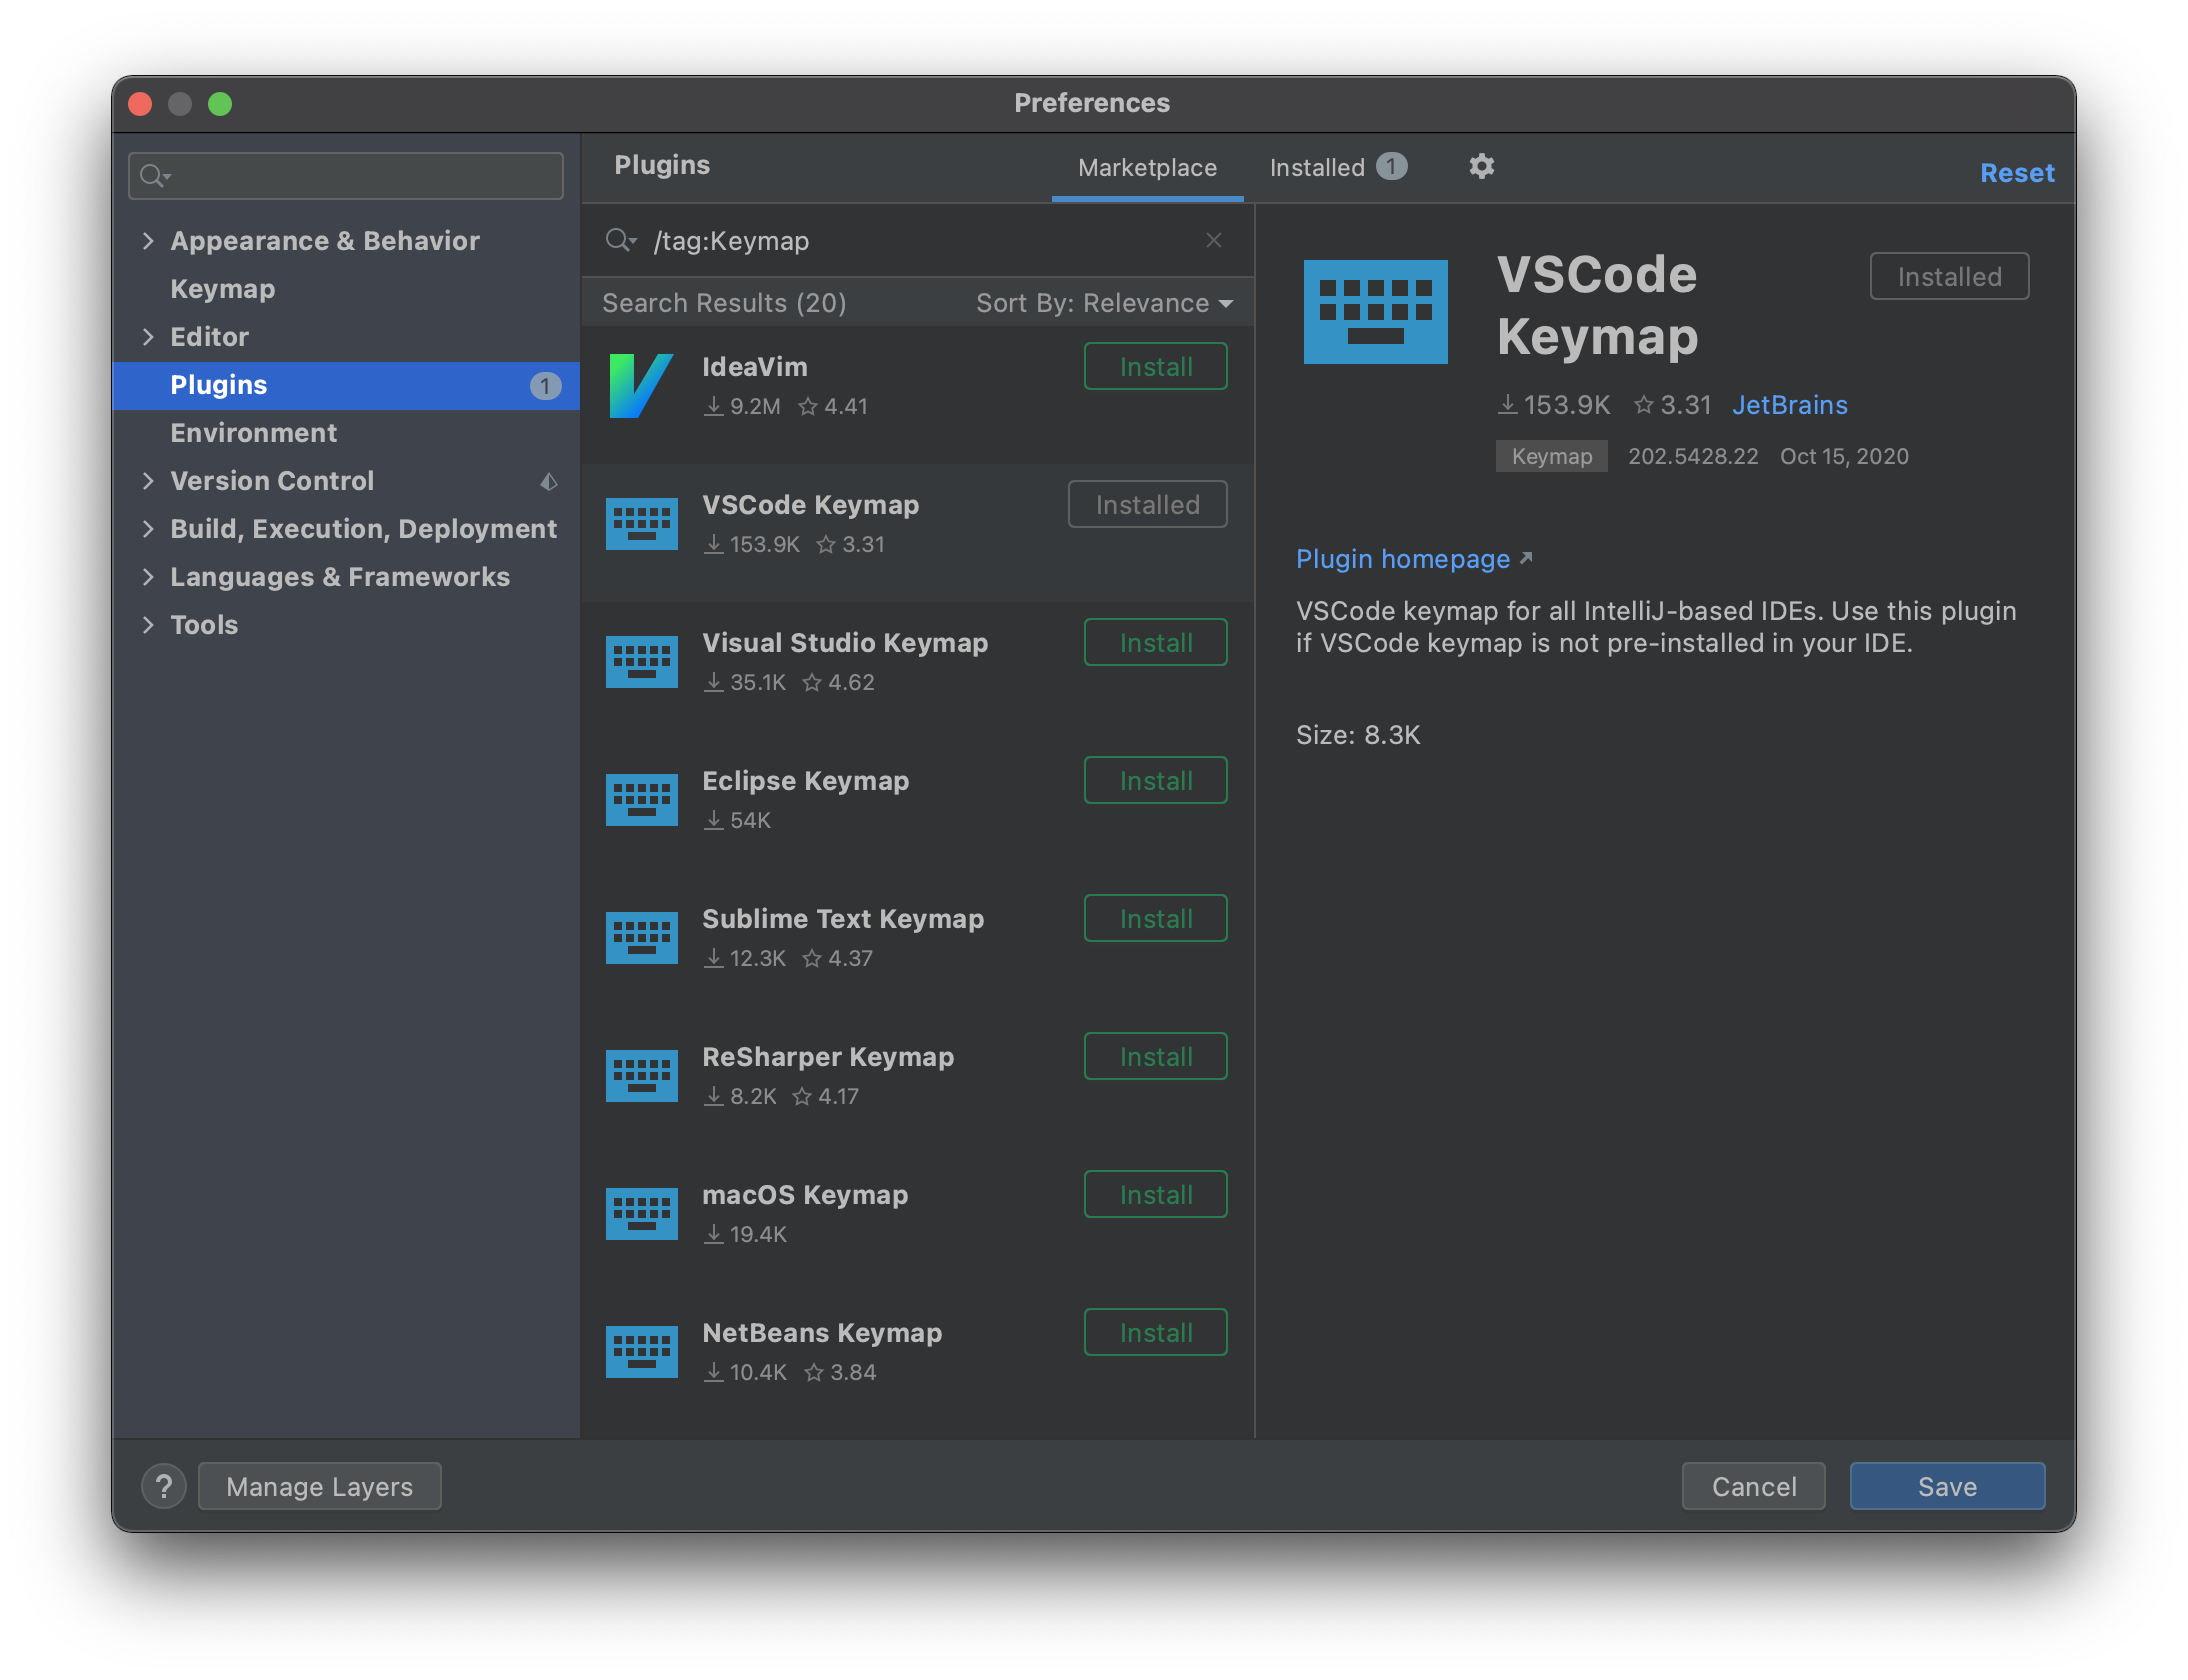 Preferences
Appearance & Behavior
Keymap
Editor
Plugins 1
Environment
Version Control
Build, Execution, Deployment
Languages & Frameworks
Tools
Plugins
Marketplace
Installed 1
Reset
/tag:Keymap
Search Results (20)
Sort By: Relevance
IdeaVim
Install
9.2M 4.41
VSCode Keymap
Installed
153.9K 3.31
Visual Studio Keymap
Install
35.1K 4.62
Eclipse Keymap
Install
54K
Sublime Text Keymap
Install
12.3K 4.37
ReSharper Keymap
Install
8.2K 4.17
macOS Keymap
Install
19.4K
NetBeans Keymap
Install
10.4K 3.84
VSCode
Keymap
Installed
153.9K 3.31 JetBrains
Keymap 202.5428.22 Oct 15, 2020
Plugin homepage
VSCode keymap for all IntelliJ-based IDEs. Use this plugin
if VSCode keymap is not pre-installed in your IDE.
Size: 8.3K
?
Manage Layers
Cancel
Save